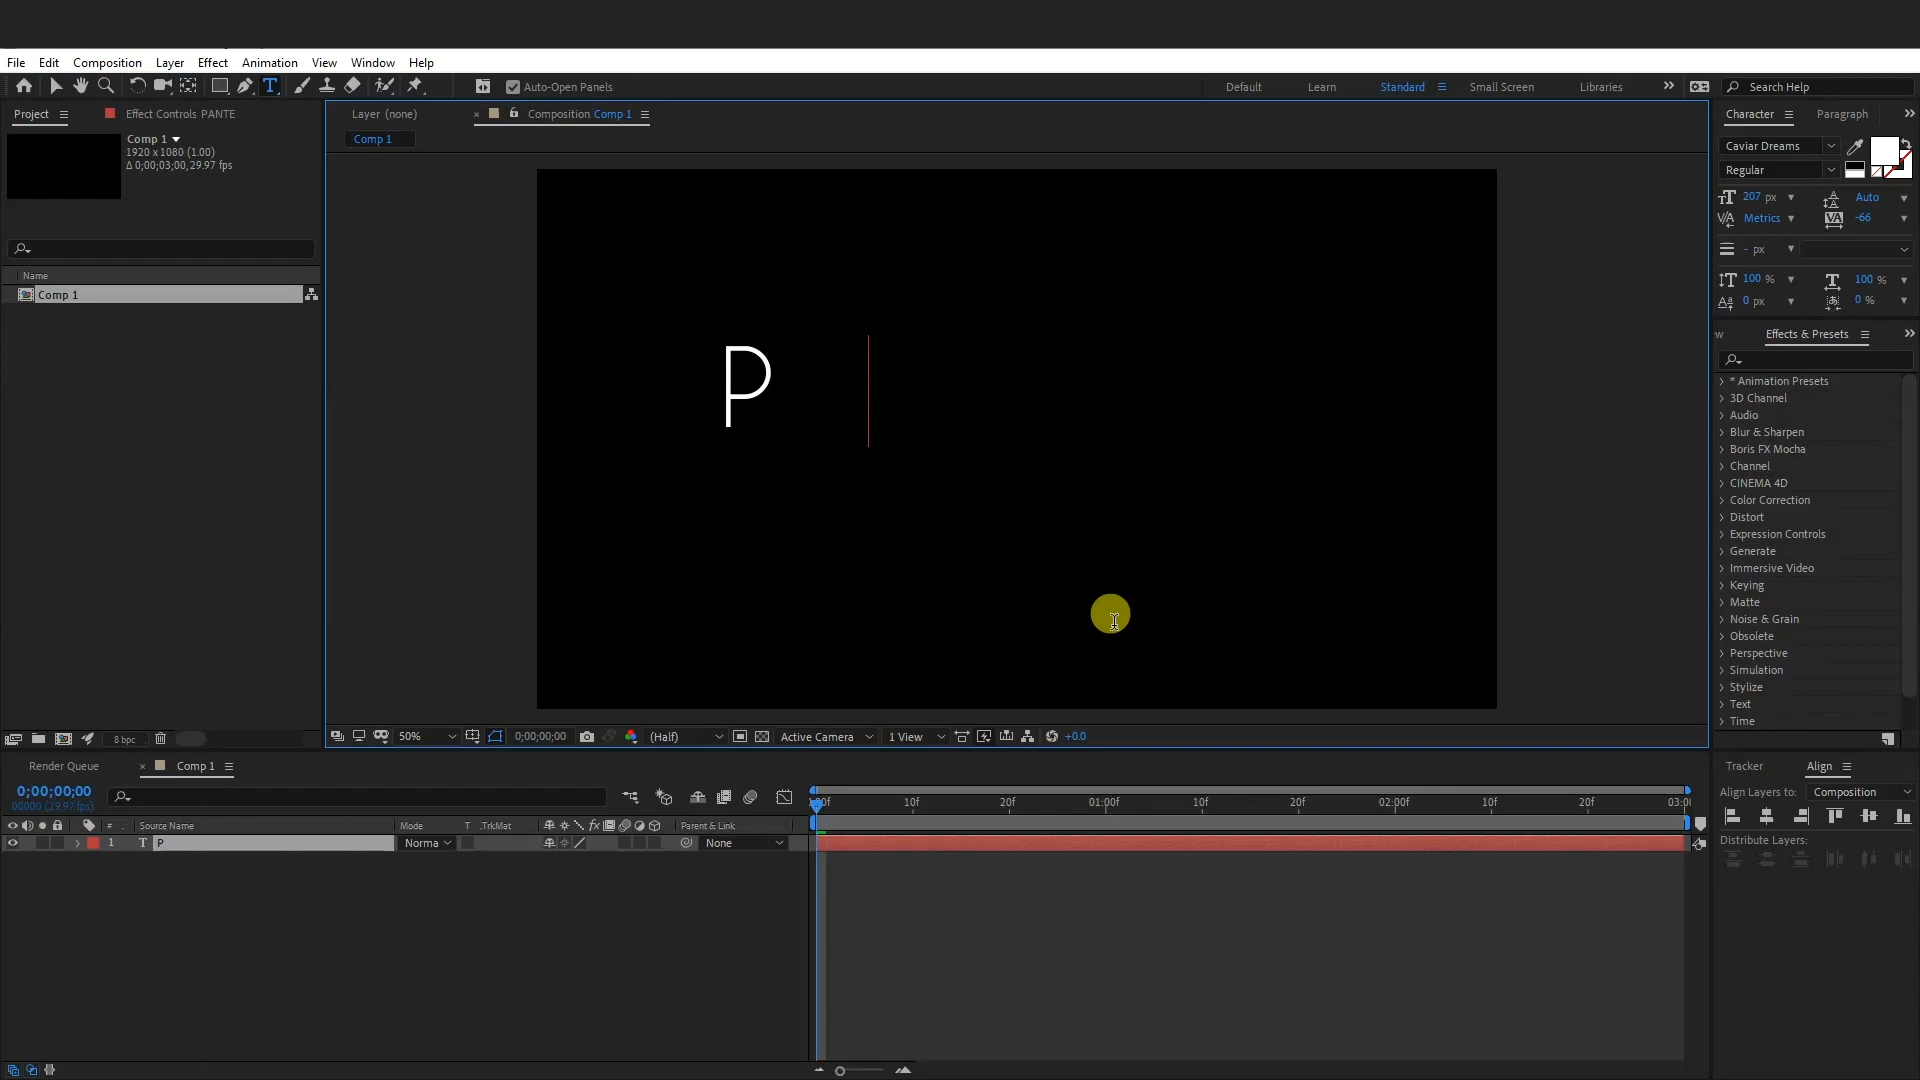 File Edit Composition Layer Effect Animation View Window Help
Auto-Open Panels Default Learn Standard Small Screen Libraries Search Help
Project Effect Controls PANTE
Comp 1
1920 x 1080 (1.00)
Δ 0;00;03;00, 29.97 fps
Name
Comp 1
8 bpc
Layer (none) Composition Comp 1
Comp 1
P
50% 0;00;00;00 (Half) Active Camera 1 View +0.0
Character Paragraph
Caviar Dreams
Regular
207 px Auto
Metrics -66
- px
100 % 100 %
0 px 0 %
w Effects & Presets
* Animation Presets
3D Channel
Audio
Blur & Sharpen
Boris FX Mocha
Channel
CINEMA 4D
Color Correction
Distort
Expression Controls
Generate
Immersive Video
Keying
Matte
Noise & Grain
Obsolete
Perspective
Simulation
Stylize
Text
Time
Render Queue Comp 1
0;00;00;00
00000 (29.97 fps)
# Source Name Mode T .TrkMat Parent & Link
1 T P Norma None
10f 20f 01:00f 10f 20f 02:00f 10f 20f
Tracker Align
Align Layers to: Composition
Distribute Layers: